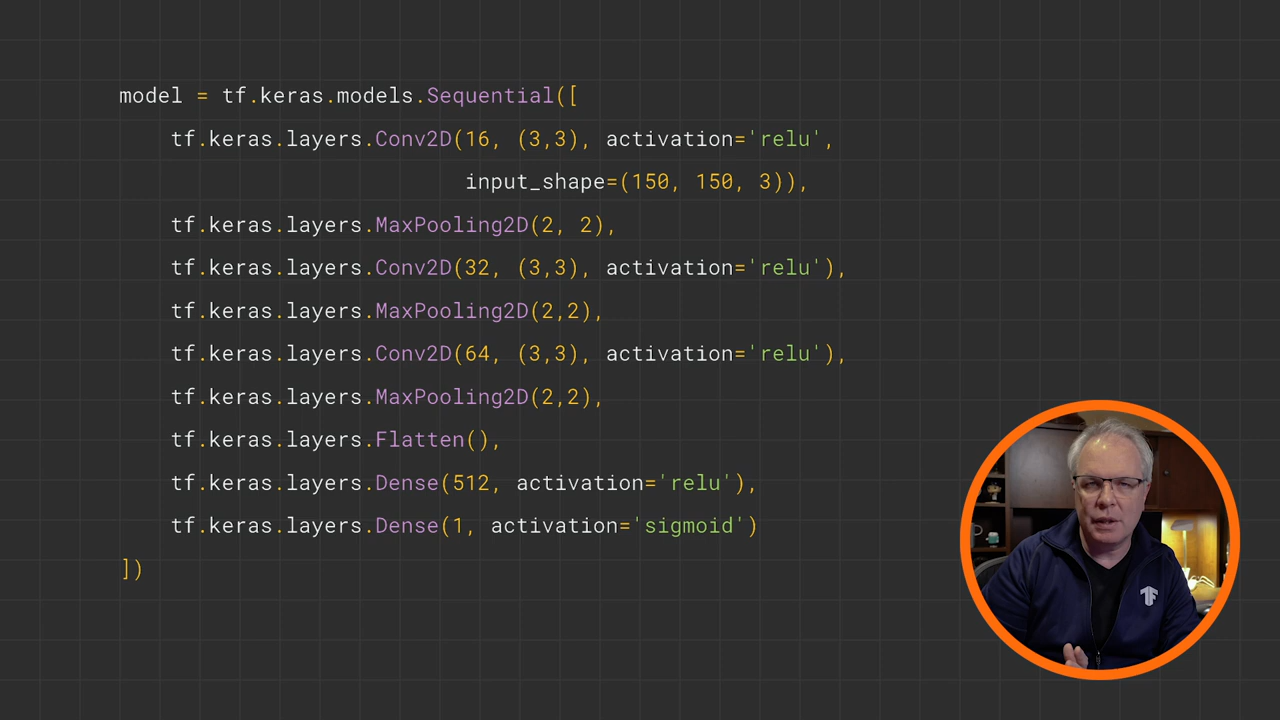 model = tf.keras.models.Sequential([
    tf.keras.layers.Conv2D(16, (3,3), activation='relu',
                           input_shape=(150, 150, 3)),
    tf.keras.layers.MaxPooling2D(2, 2),
    tf.keras.layers.Conv2D(32, (3,3), activation='relu'),
    tf.keras.layers.MaxPooling2D(2,2),
    tf.keras.layers.Conv2D(64, (3,3), activation='relu'),
    tf.keras.layers.MaxPooling2D(2,2),
    tf.keras.layers.Flatten(),
    tf.keras.layers.Dense(512, activation='relu'),
    tf.keras.layers.Dense(1, activation='sigmoid')
])